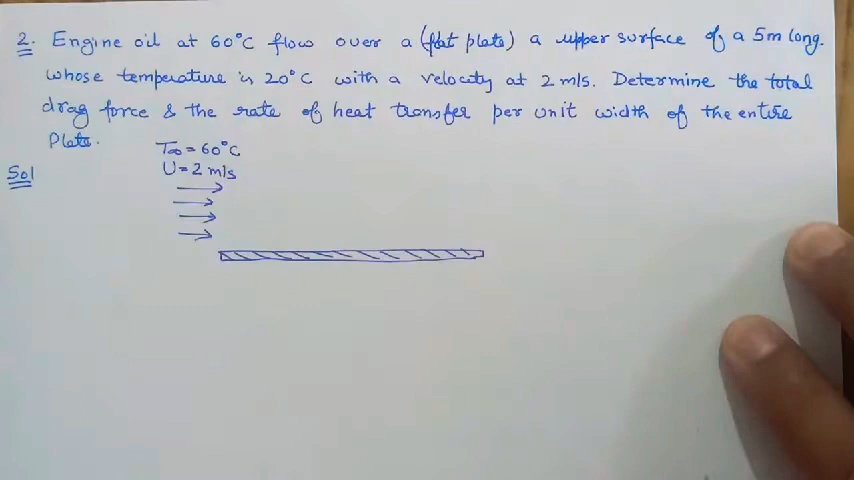 2. Engine oil at 60°C flow over a (flat plate) a upper surface of a 5m long.
whose temperature is 20°C with a velocity at 2 m/s. Determine the total
drag force & the rate of heat transfer per unit width of the entire
Plate.
Sol
T∞ = 60°C
U = 2 m/s